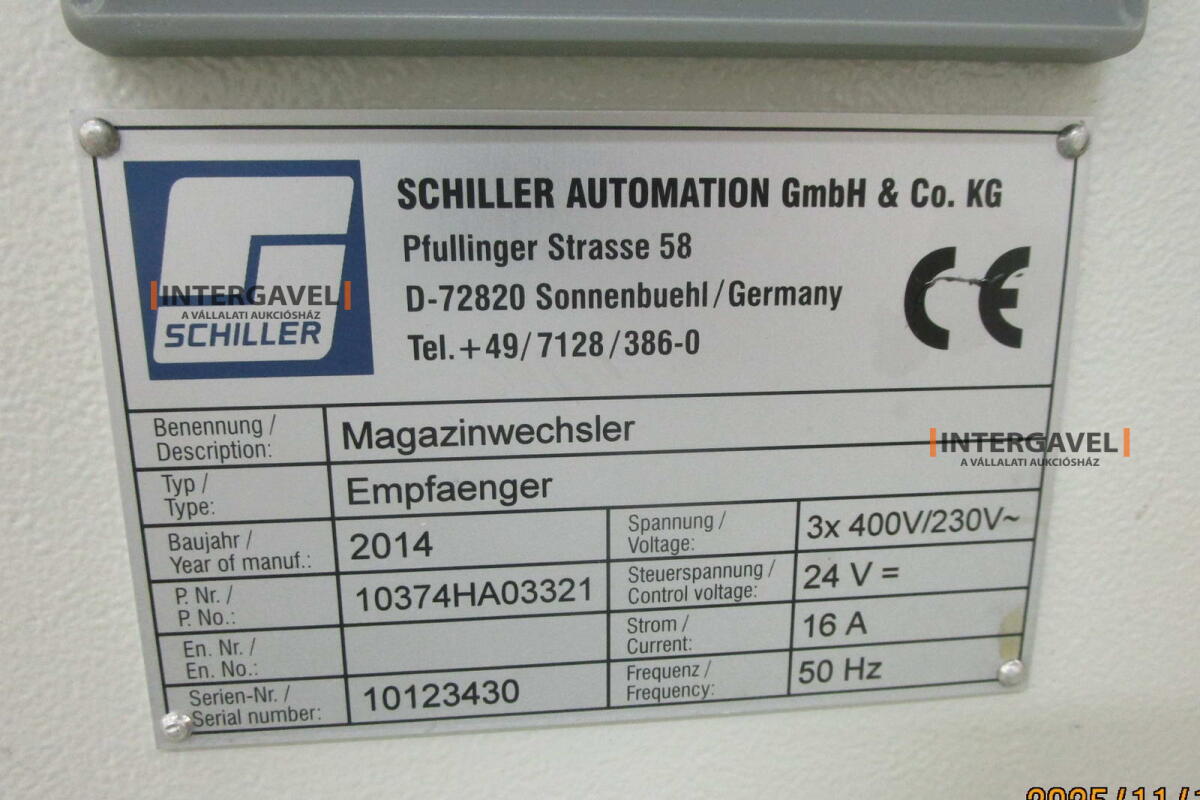 SCHILLER AUTOMATION GmbH & Co. KG
Pfullinger Strasse 58
D-72820 Sonnenbuehl/Germany
Tel.+49/7128/386-0
CE
|INTERGAVEL|
A VÁLLALATI AUKCIÓSHÁZ
SCHILLER
Benennung / Magazinwechsler
Description:
|INTERGAVEL|
A VÁLLALATI AUKCIÓSHÁZ
Typ / Empfaenger
Type:
Baujahr / 2014 Spannung / 3x 400V/230V~
Year of manuf.: Voltage:
P. Nr. / 10374HA03321 Steuerspannung / 24 V =
P. No.: Control voltage:
En. Nr. / Strom / 16 A
En. No.: Current:
Serien-Nr. / 10123430 Frequenz / 50 Hz
Serial number: Frequency: